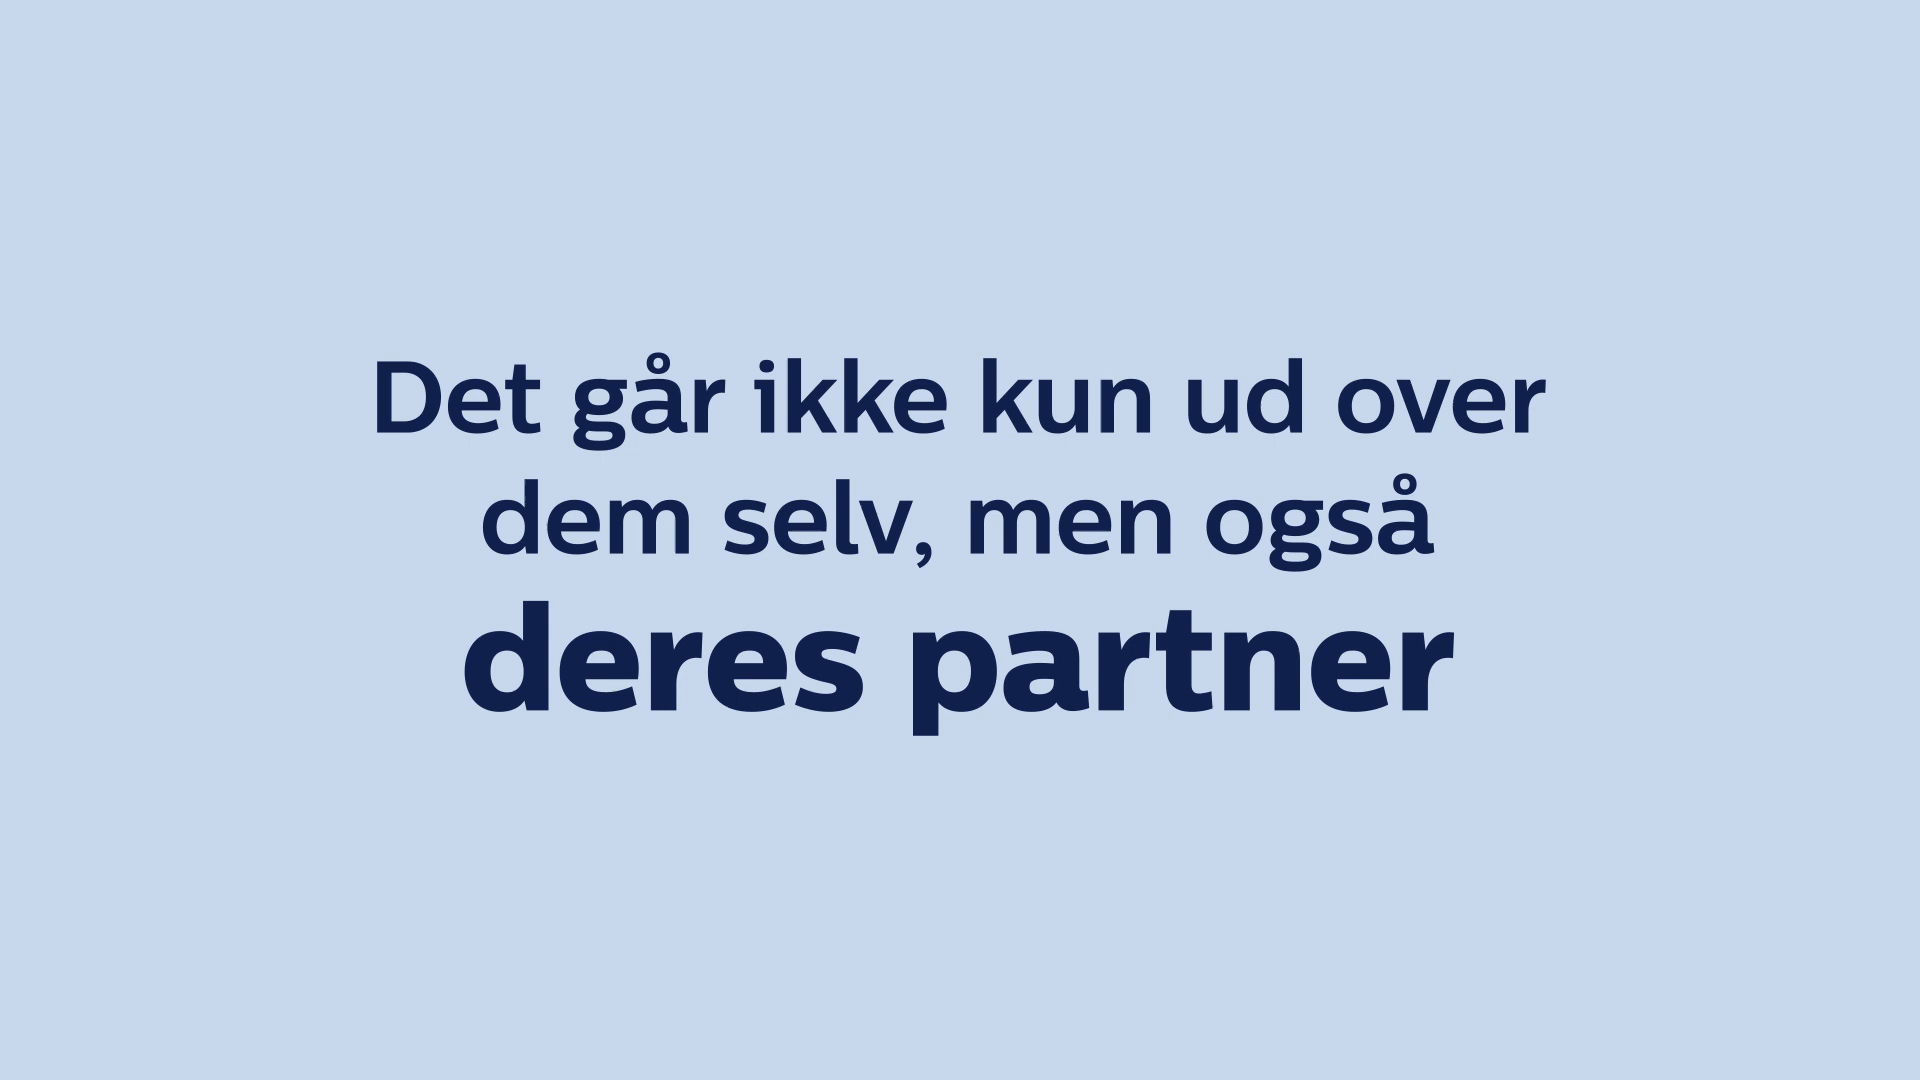 Det går ikke kun ud over
dem selv, men også
deres partner